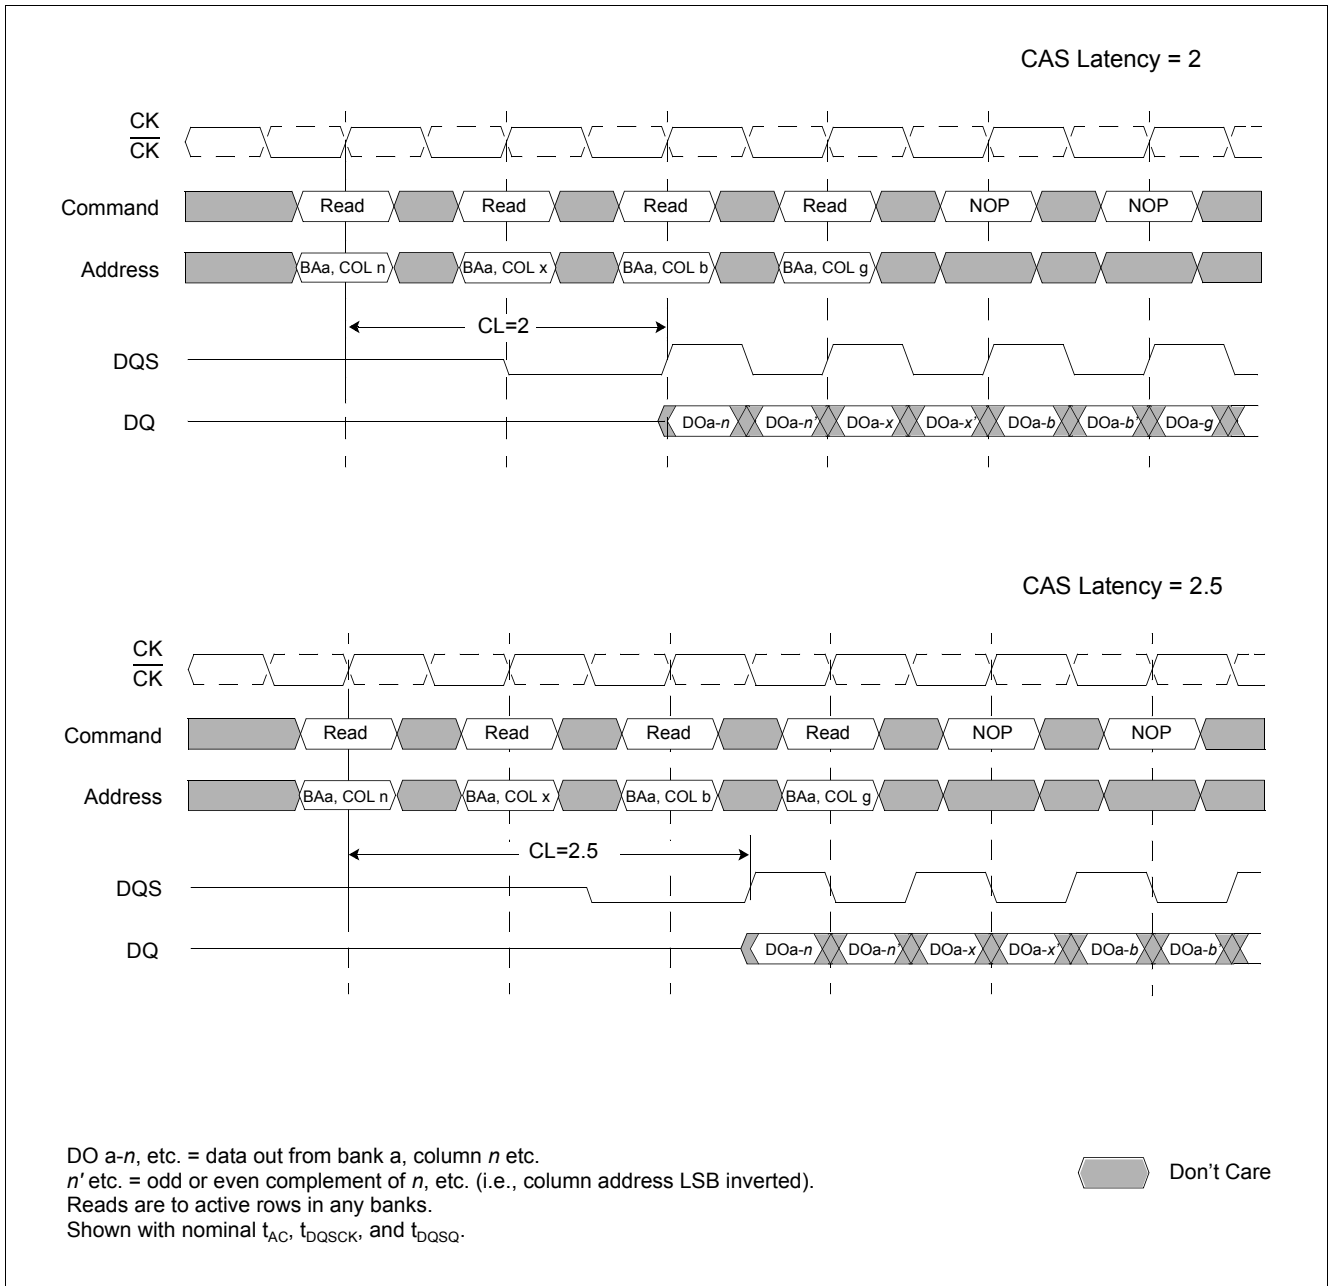 CAS Latency = 2
CK
CK
Command Read Read Read Read NOP NOP
Address BAa, COL n BAa, COL x BAa, COL b BAa, COL g
CL=2
DQS
DQ DOa-n DOa-n' DOa-x DOa-x' DOa-b DOa-b' DOa-g
CAS Latency = 2.5
CK
CK
Command Read Read Read Read NOP NOP
Address BAa, COL n BAa, COL x BAa, COL b BAa, COL g
CL=2.5
DQS
DQ DOa-n DOa-n' DOa-x DOa-x' DOa-b DOa-b'
DO a-n, etc. = data out from bank a, column n etc.
n' etc. = odd or even complement of n, etc. (i.e., column address LSB inverted).
Reads are to active rows in any banks.
Shown with nominal tAC, tDQSCK, and tDQSQ.
Don't Care